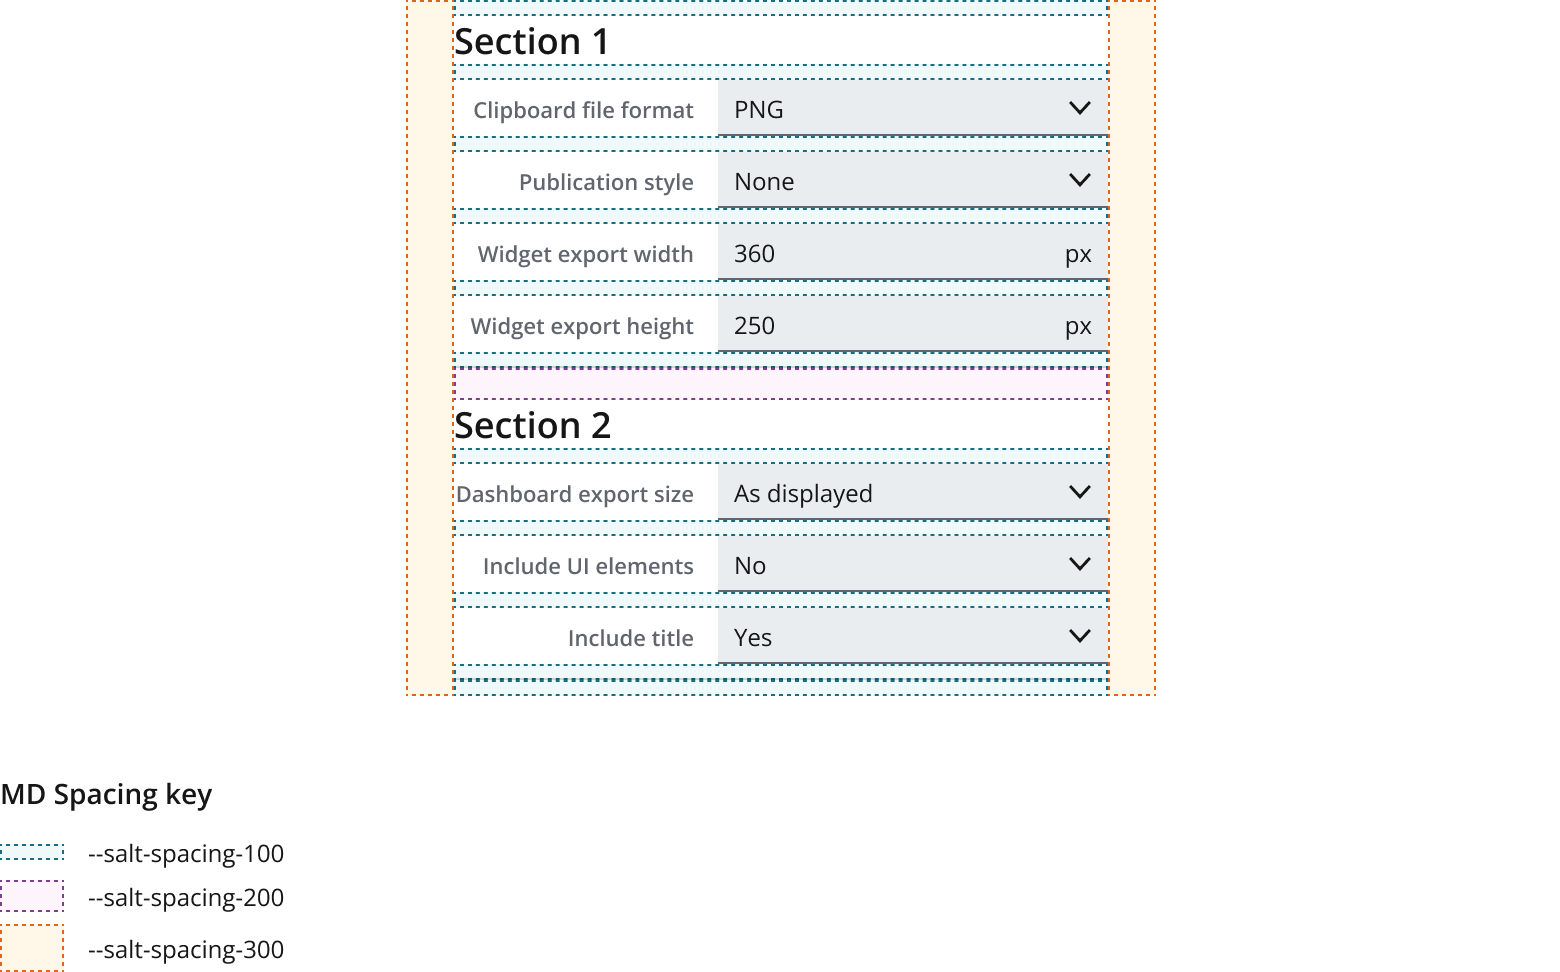 Section 1
Clipboard file format PNG
Publication style None
Widget export width 360 px
Widget export height 250 px
Section 2
Dashboard export size As displayed
Include UI elements No
Include title Yes
MD Spacing key
--salt-spacing-100
--salt-spacing-200
--salt-spacing-300